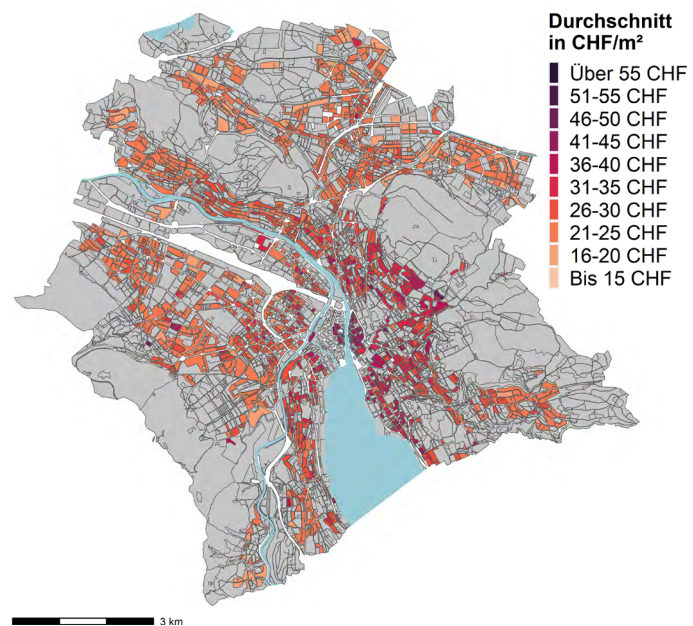 Durchschnitt
in CHF/m²
Über 55 CHF
51-55 CHF
46-50 CHF
41-45 CHF
36-40 CHF
31-35 CHF
26-30 CHF
21-25 CHF
16-20 CHF
Bis 15 CHF
3 km